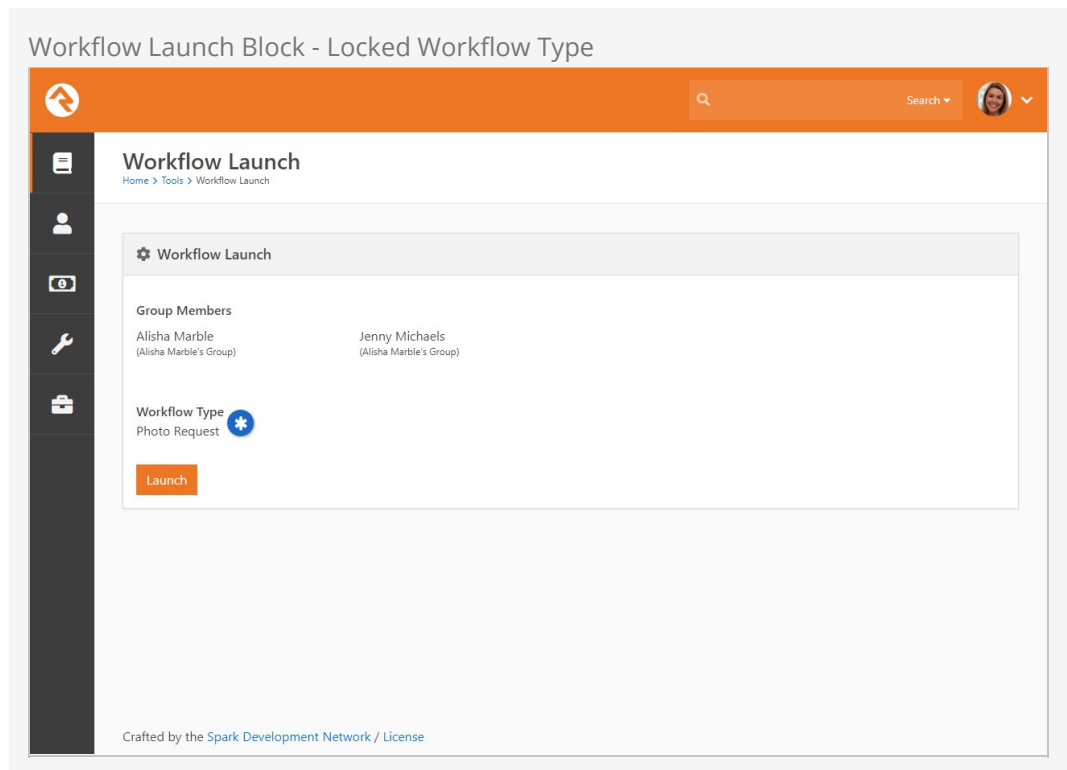 Workflow Launch Block - Locked Workflow Type
Search
Workflow Launch
Home > Tools > Workflow Launch
Workflow Launch
Group Members
Alisha Marble Jenny Michaels
(Alisha Marble's Group) (Alisha Marble's Group)
Workflow Type
Photo Request
Launch
Crafted by the Spark Development Network / License